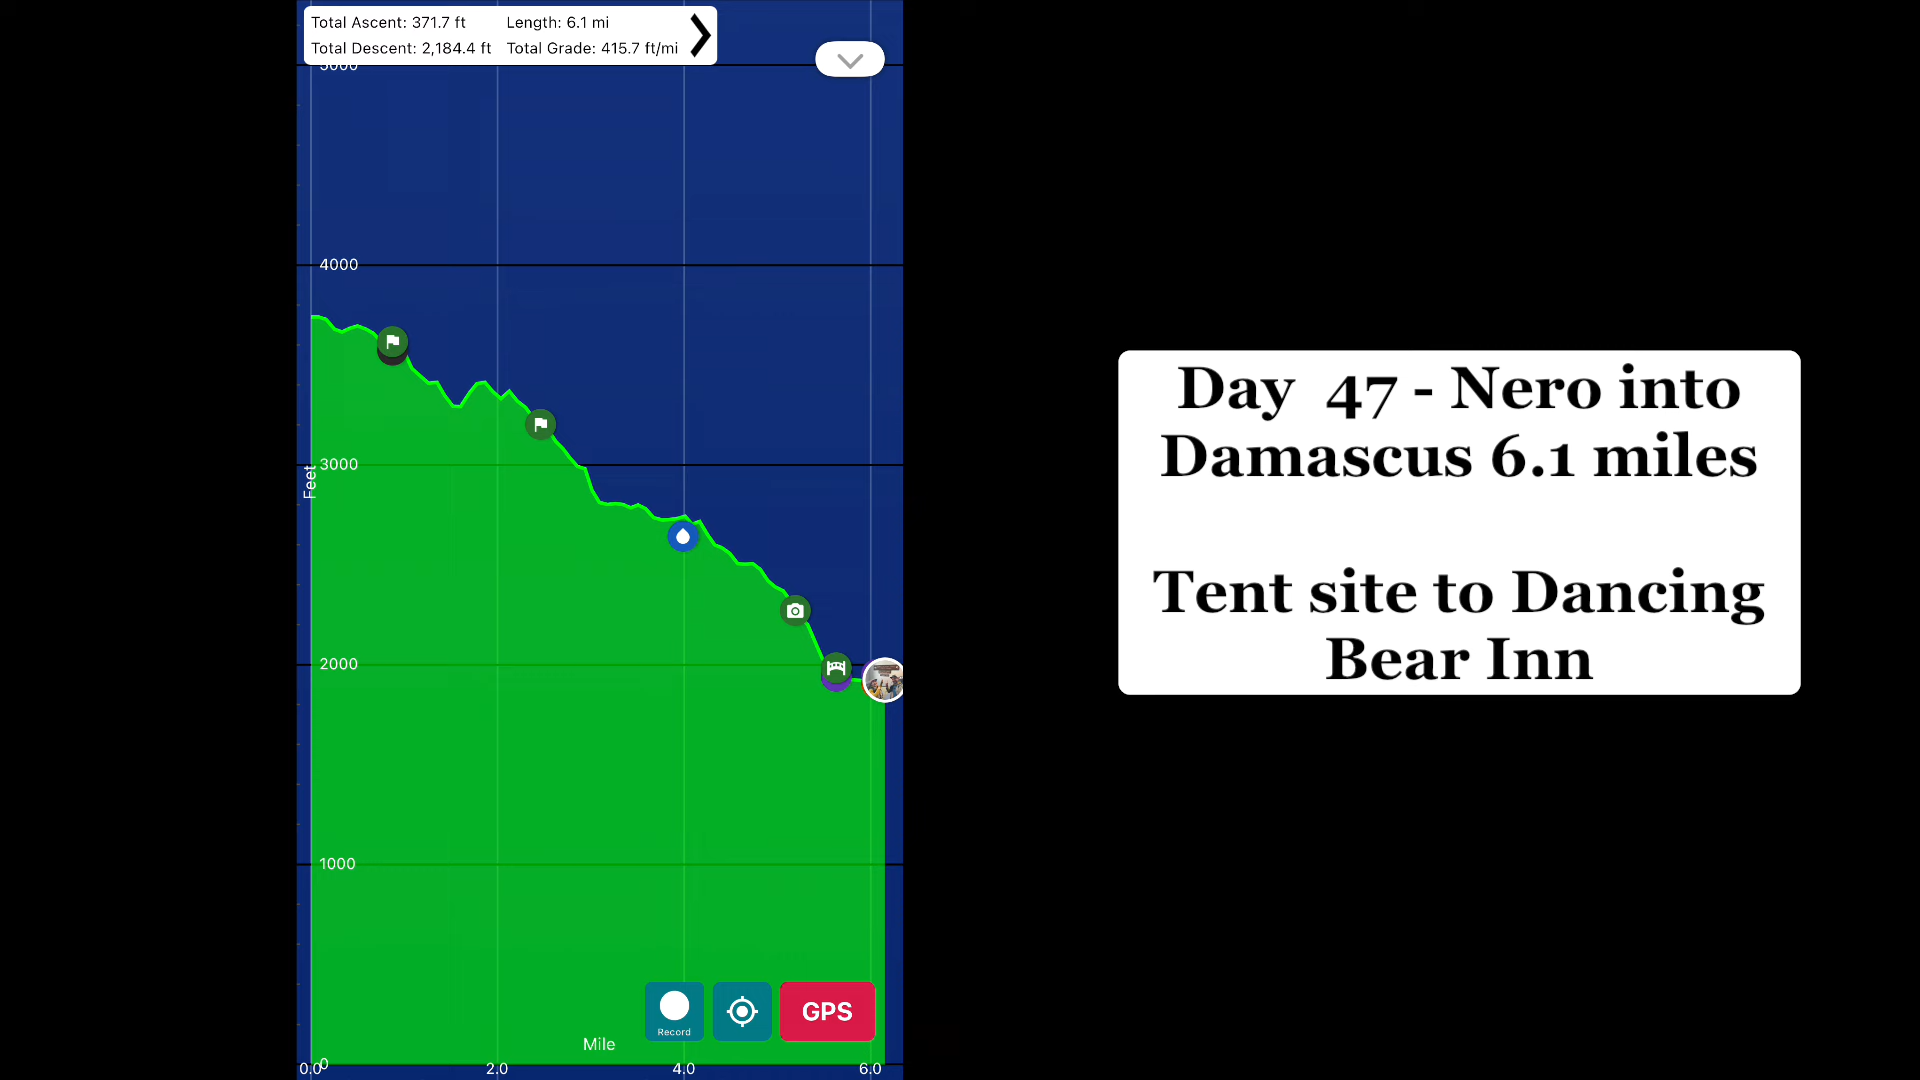 Total Ascent: 371.7 ft Length: 6.1 mi
Total Descent: 2,184.4 ft Total Grade: 415.7 ft/mi
5000
4000
3000
Feet
2000
1000
0
Record
GPS
Mile
0.0 2.0 4.0 6.0
Day 47 - Nero into
Damascus 6.1 miles
Tent site to Dancing
Bear Inn